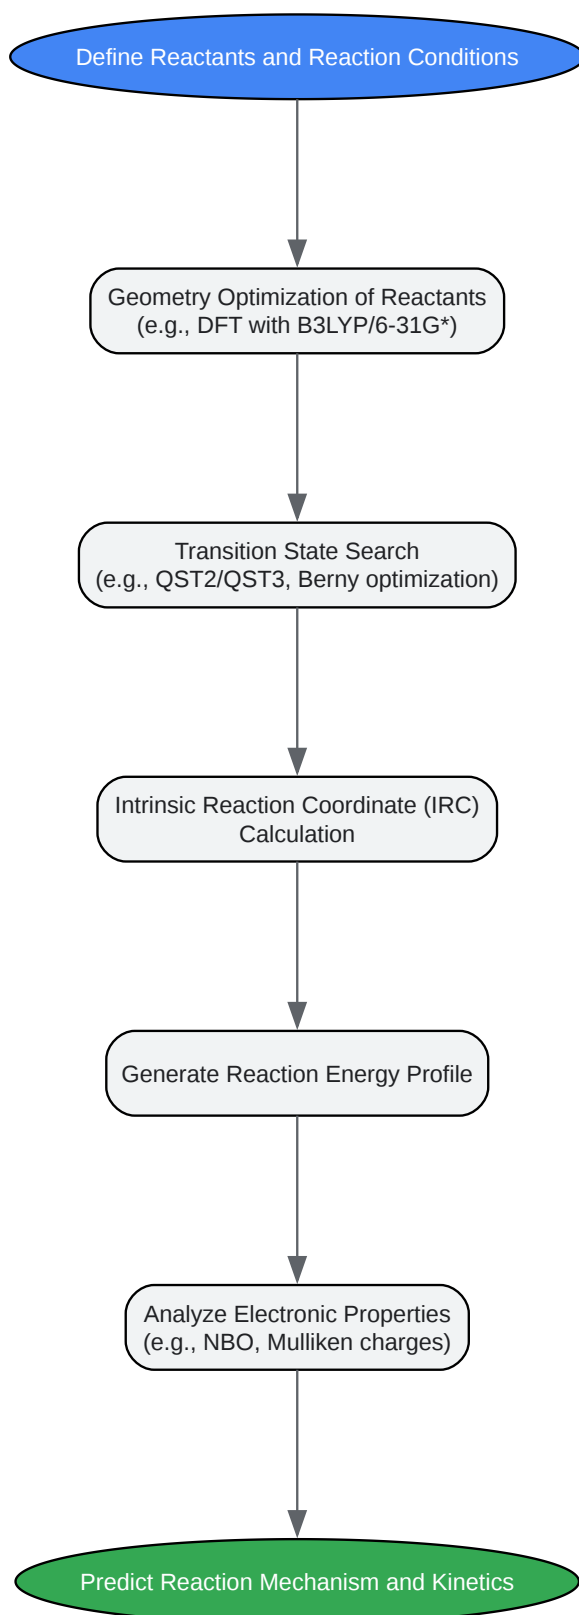 Define Reactants and Reaction Conditions
Geometry Optimization of Reactants
(e.g., DFT with B3LYP/6-31G*)
Transition State Search
(e.g., QST2/QST3, Berny optimization)
Intrinsic Reaction Coordinate (IRC)
Calculation
Generate Reaction Energy Profile
Analyze Electronic Properties
(e.g., NBO, Mulliken charges)
Predict Reaction Mechanism and Kinetics